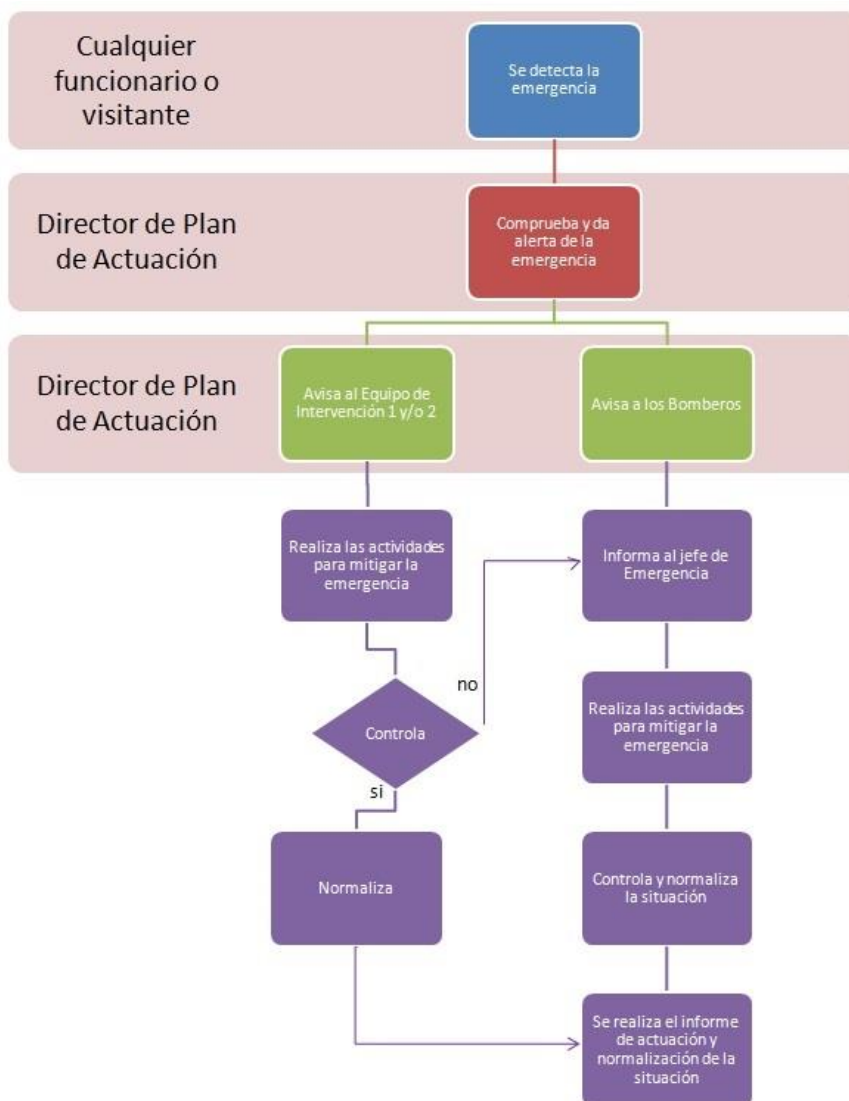 Cualquier
funcionario o
visitante
Se detecta la
emergencia
Director de Plan
de Actuación
Comprueba y da
alerta de la
emergencia
Director de Plan
de Actuación
Avisa al Equipo de
Intervención 1 y/o 2
Avisa a los Bomberos
Realiza las actividades
para mitigar la
emergencia
Informa al jefe de
Emergencia
no
Controla
si
Realiza las actividades
para mitigar la
emergencia
Normaliza
Controla y normaliza
la situación
Se realiza el informe
de actuación y
normalización de la
situación